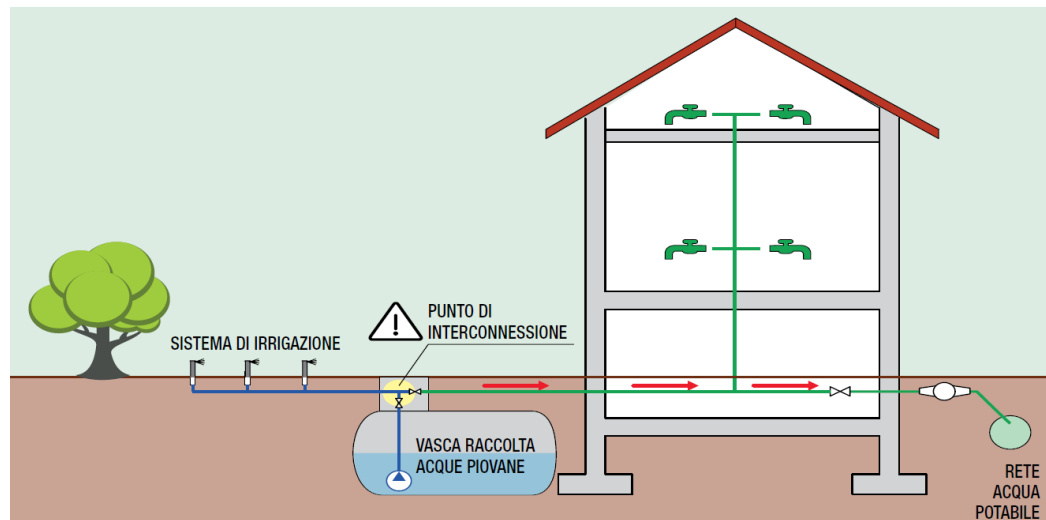 PUNTO DI
INTERCONNESSIONE
SISTEMA DI IRRIGAZIONE
VASCA RACCOLTA
ACQUE PIOVANE
RETE
ACQUA
POTABILE